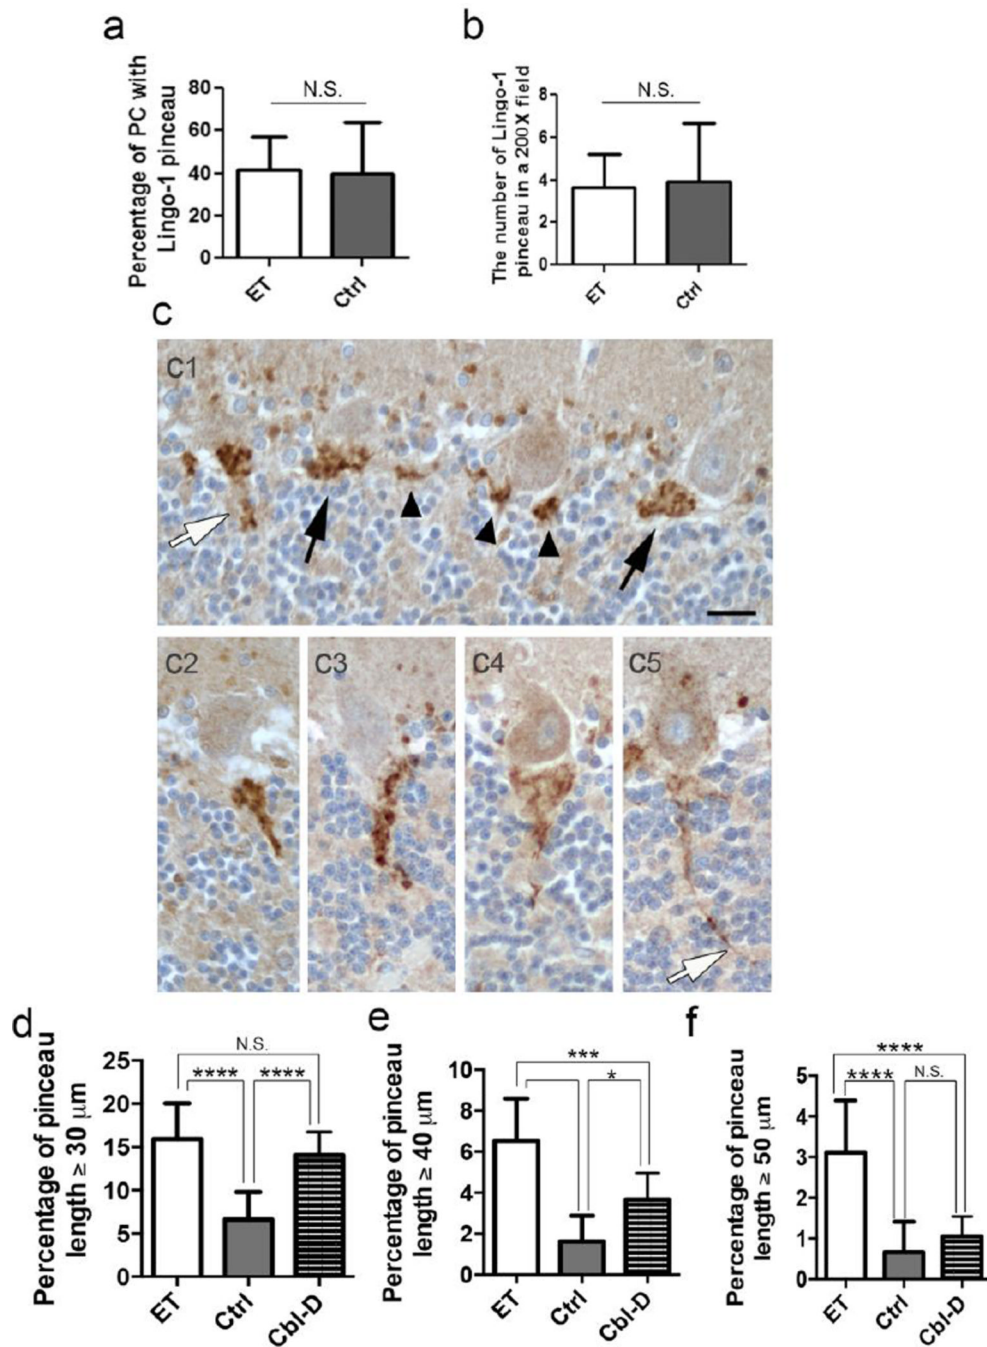 a
Percentage of PC with
Lingo-1 pinceau
80
60
40
20
0
N.S.
ET
Ctrl
b
The number of Lingo-1
pinceau in a 200X field
8
6
4
2
0
N.S.
ET
Ctrl
c
C1
C2
C3
C4
C5
d
Percentage of pinceau
length ≥ 30 μm
25
20
15
10
5
0
N.S.
**** ****
ET
Ctrl
Cbl-D
e
Percentage of pinceau
length ≥ 40 μm
10
8
6
4
2
0
***
*
ET
Ctrl
Cbl-D
f
Percentage of pinceau
length ≥ 50 μm
5
4
3
2
1
0
****
**** N.S.
ET
Ctrl
Cbl-D